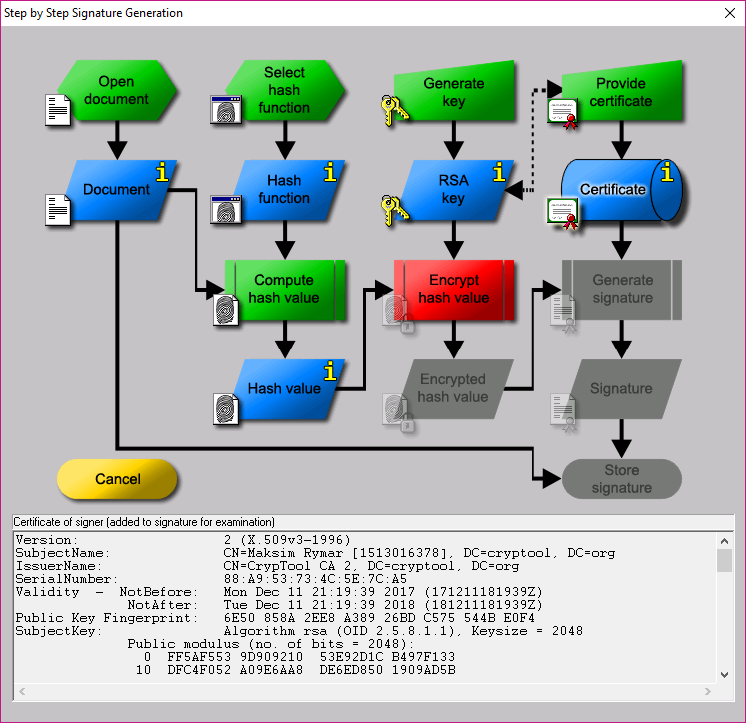 Step by Step Signature Generation
Open
document
Select
hash
function
Generate
key
Provide
certificate
Document
i
Hash
function
i
RSA
key
i
Certificate
i
Compute
hash value
Encrypt
hash value
Generate
signature
Hash value
i
Encrypted
hash value
Signature
Cancel
Store
signature
Certificate of signer (added to signature for examination)
Version: 2 (X.509v3-1996)
SubjectName: CN=Maksim Rymar [1513016378], DC=cryptool, DC=org
IssuerName: CN=CrypTool CA 2, DC=cryptool, DC=org
SerialNumber: 88:A9:53:73:4C:5E:7C:A5
Validity - NotBefore: Mon Dec 11 21:19:39 2017 (171211181939Z)
NotAfter: Tue Dec 11 21:19:39 2018 (181211181939Z)
Public Key Fingerprint: 6E50 858A 2EE8 A389 26BD C575 544B E0F4
SubjectKey: Algorithm rsa (OID 2.5.8.1.1), Keysize = 2048
Public modulus (no. of bits = 2048):
0 FF5AF553 9D909210 53E92D1C B497F133
10 DFC4F052 A09E6AA8 DE6ED850 1909AD5B